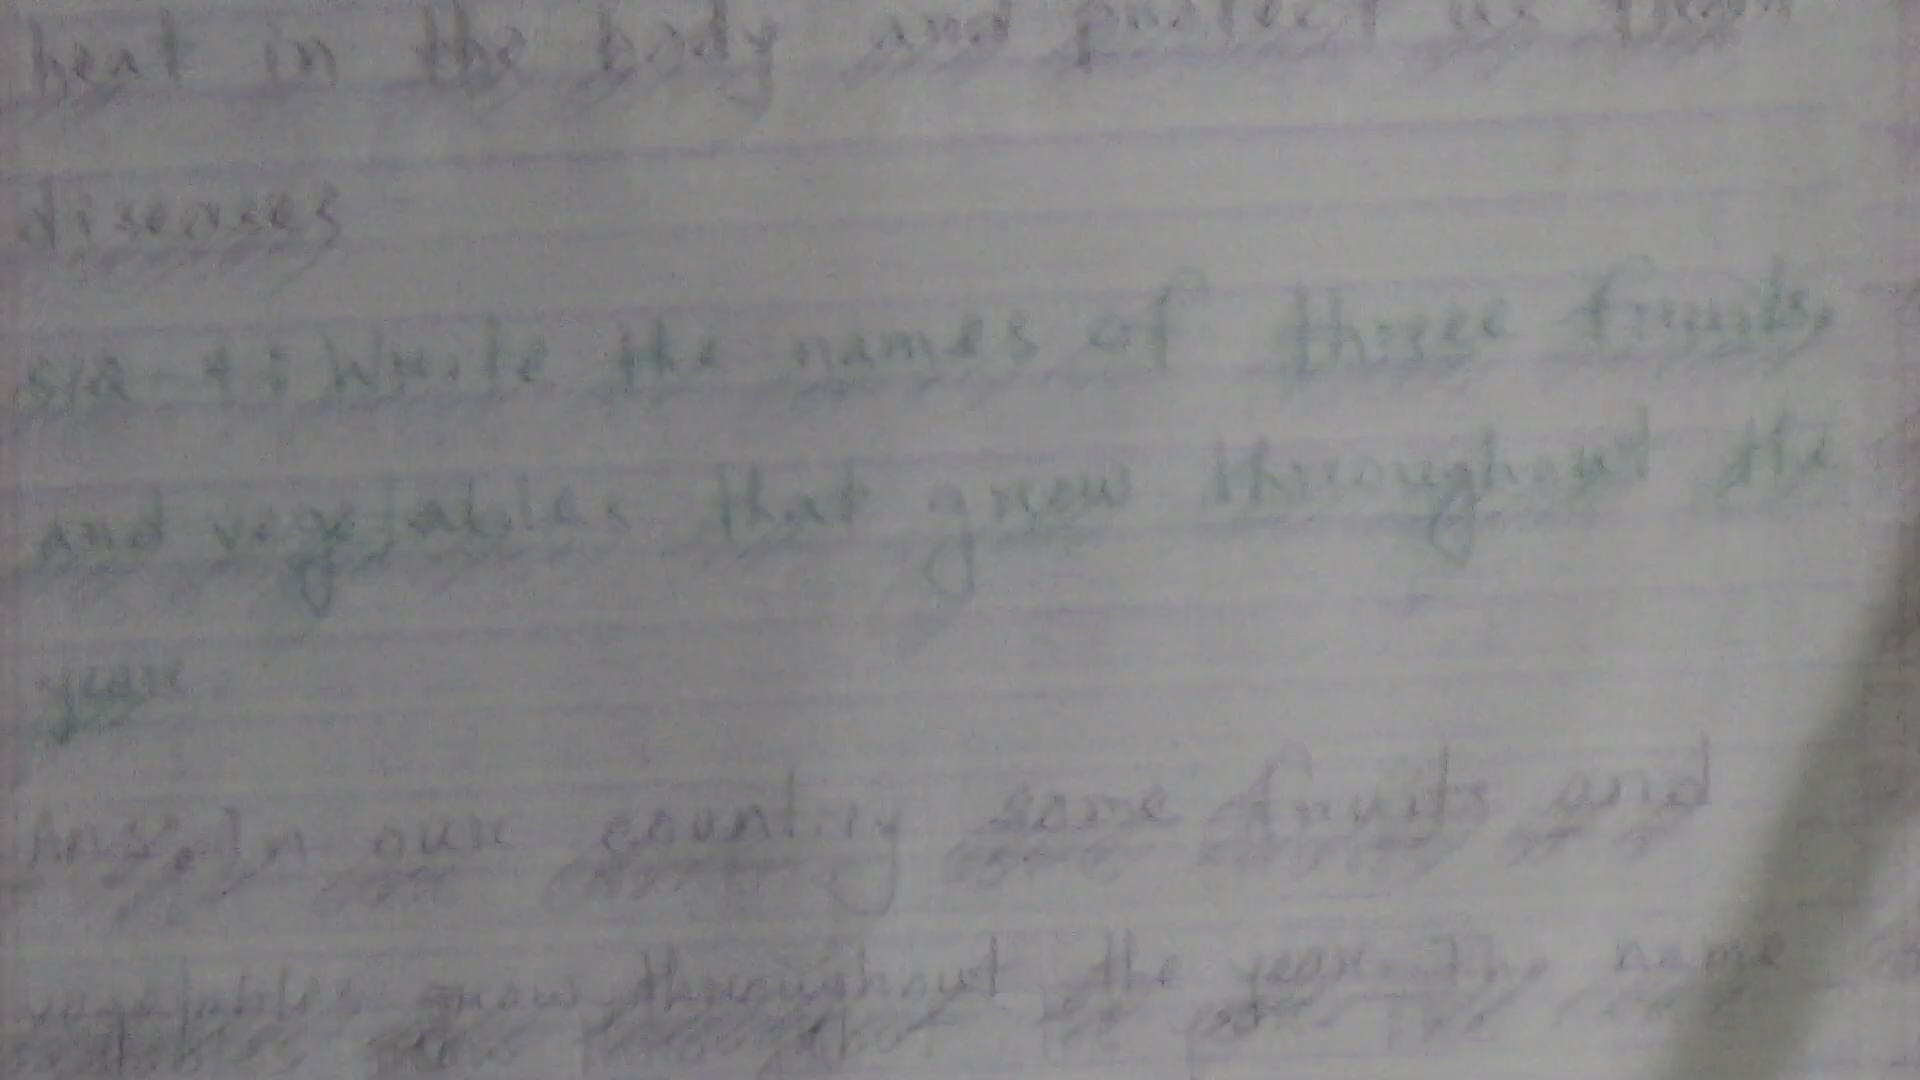 heat in the body and protect us from
diseases
S/Q-4: Write the names of three fruits,
and vegetables that grow throughout the
year.
Ans: In our country some fruits and
vegetables grow throughout the year. The name